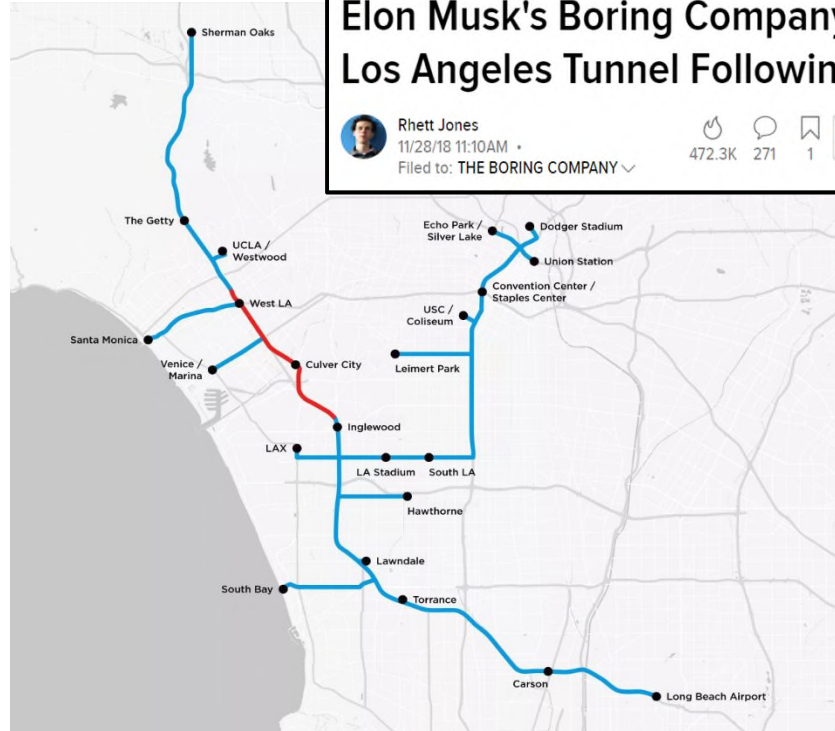 Elon Musk's Boring Company
Los Angeles Tunnel Followin
Rhett Jones
11/28/18 11:10AM •
Filed to: THE BORING COMPANY
472.3K 271 1
Sherman Oaks
The Getty
UCLA /
Westwood
West LA
Santa Monica
Venice /
Marina
Culver City
Inglewood
LAX
LA Stadium
South LA
Hawthorne
Lawndale
South Bay
Torrance
Carson
Long Beach Airport
Echo Park /
Silver Lake
Dodger Stadium
Union Station
Convention Center /
Staples Center
USC /
Coliseum
Leimert Park